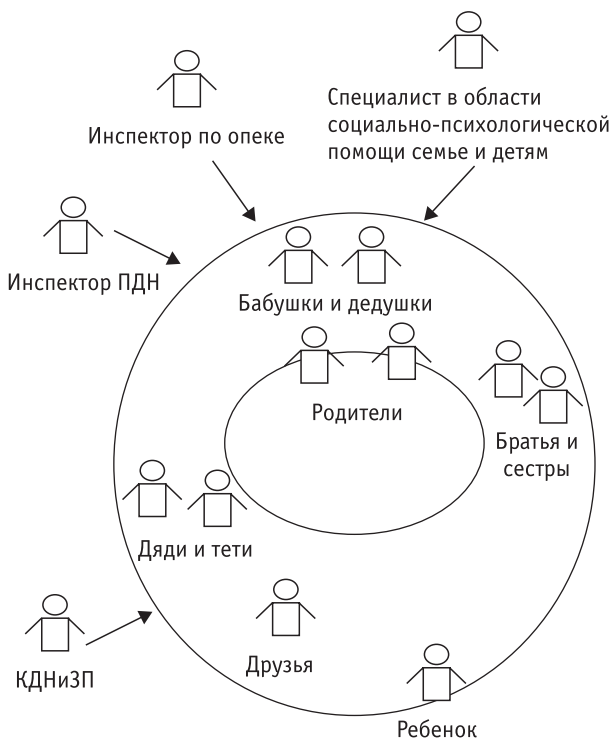 Специалист в области
социально-психологической
помощи семье и детям
Инспектор по опеке
Инспектор ПДН
Бабушки и дедушки
Родители
Братья и
сестры
Дяди и тети
Друзья
КДНиЗП
Ребенок